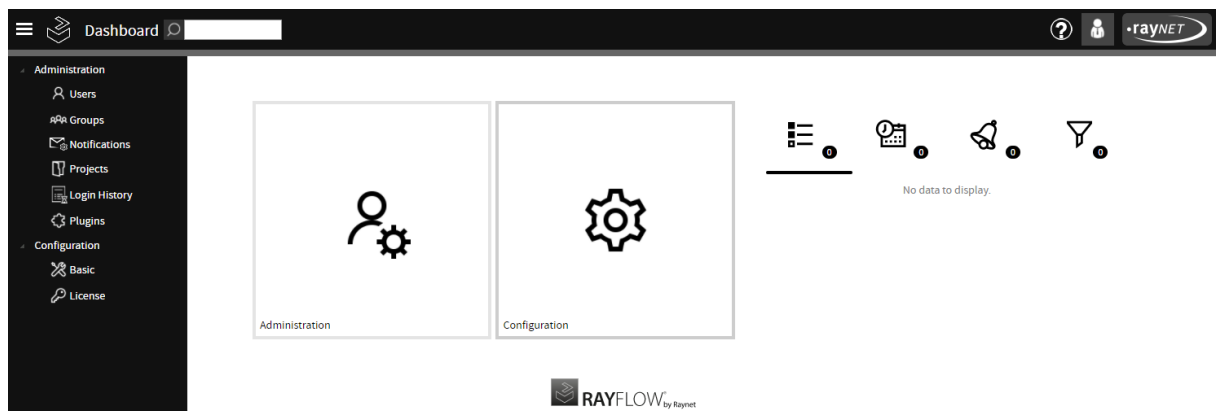 Dashboard
raynet
Administration
Users
Groups
Notifications
Projects
Login History
Plugins
Configuration
Basic
License
Administration
Configuration
0
0
0
0
No data to display.
RAYFLOW by Raynet